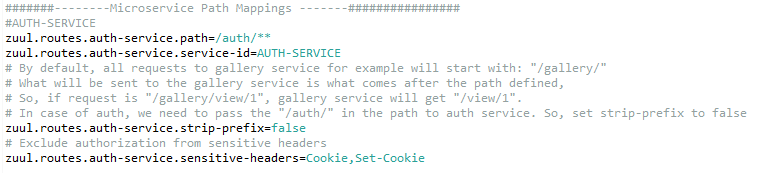 #######--------Microservice Path Mappings -------################
#AUTH-SERVICE
zuul.routes.auth-service.path=/auth/**
zuul.routes.auth-service.service-id=AUTH-SERVICE
# By default, all requests to gallery service for example will start with: "/gallery/"
# What will be sent to the gallery service is what comes after the path defined,
# So, if request is "/gallery/view/1", gallery service will get "/view/1".
# In case of auth, we need to pass the "/auth/" in the path to auth service. So, set strip-prefix to false
zuul.routes.auth-service.strip-prefix=false
# Exclude authorization from sensitive headers
zuul.routes.auth-service.sensitive-headers=Cookie,Set-Cookie